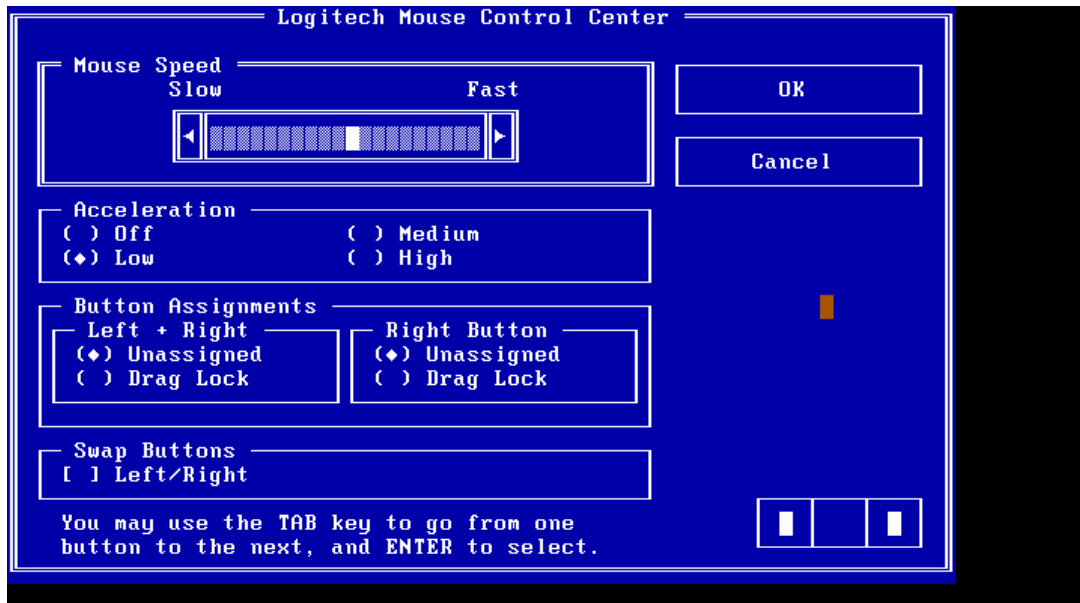 Logitech Mouse Control Center
Mouse Speed
Slow Fast
OK
Cancel
Acceleration
( ) Off ( ) Medium
(♦) Low ( ) High
Button Assignments
Left + Right Right Button
(♦) Unassigned (♦) Unassigned
( ) Drag Lock ( ) Drag Lock
Swap Buttons
[ ] Left/Right
You may use the TAB key to go from one
button to the next, and ENTER to select.